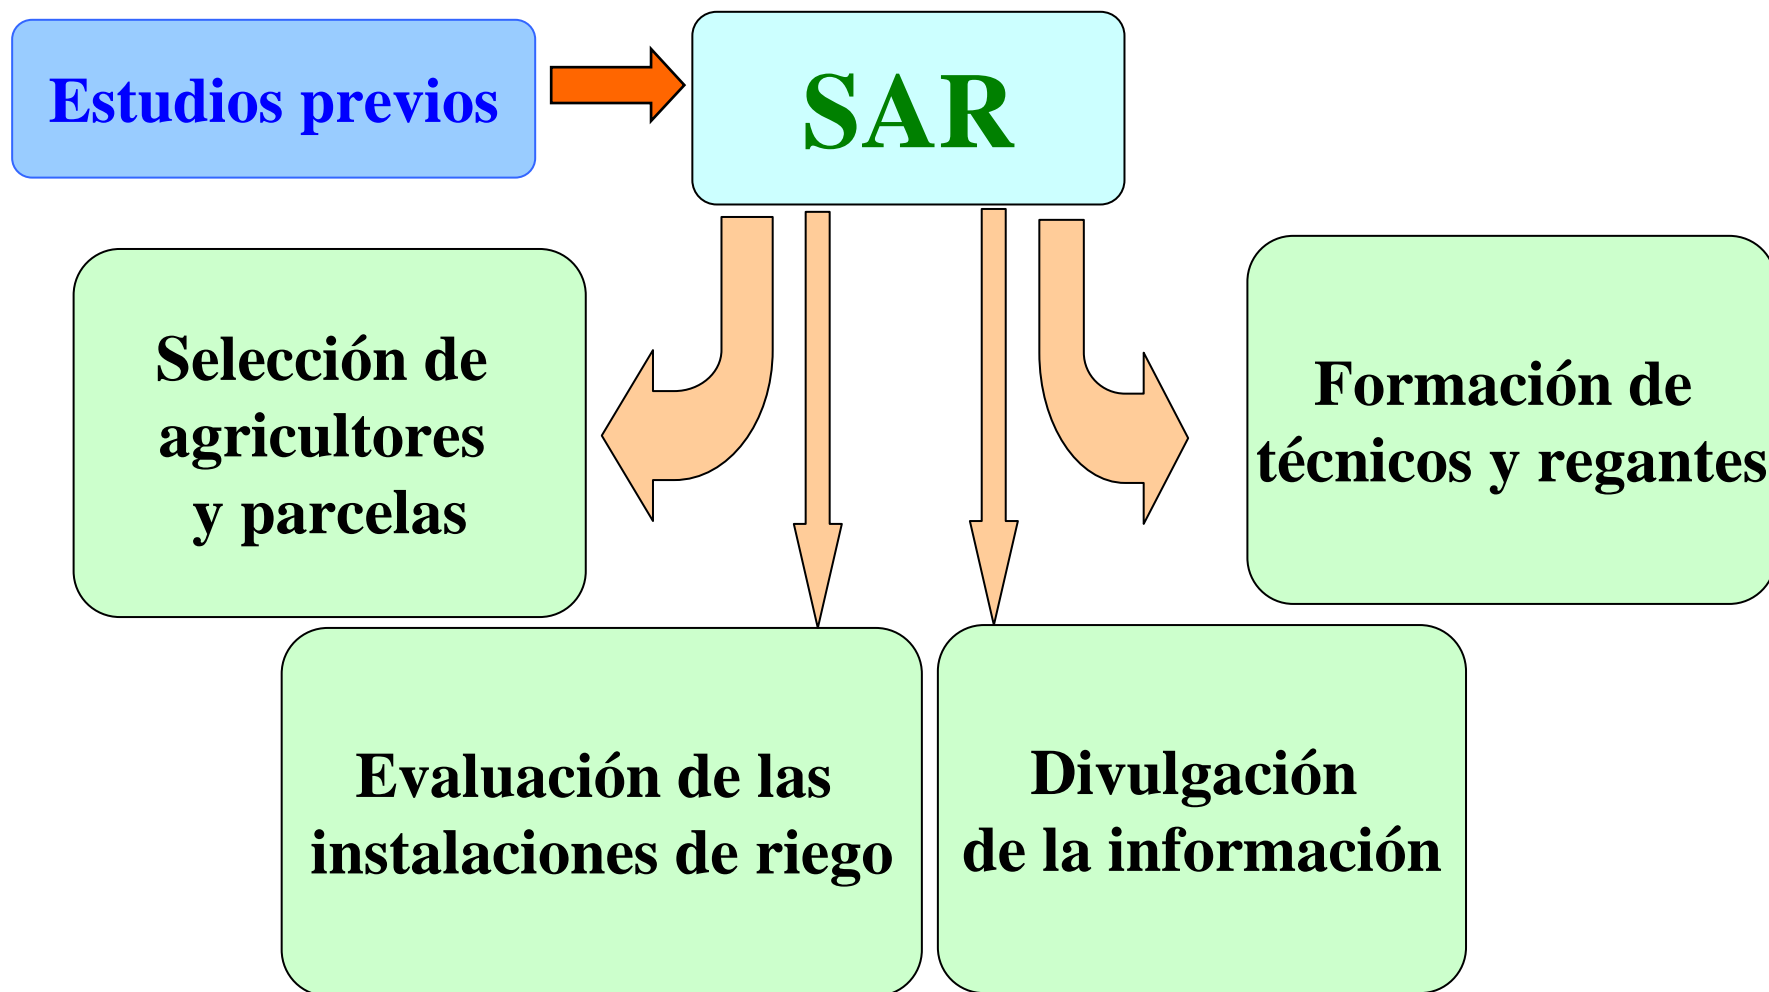 Estudios previos
SAR
Selección de
agricultores
y parcelas
Formación de
técnicos y regantes
Evaluación de las
instalaciones de riego
Divulgación
de la información